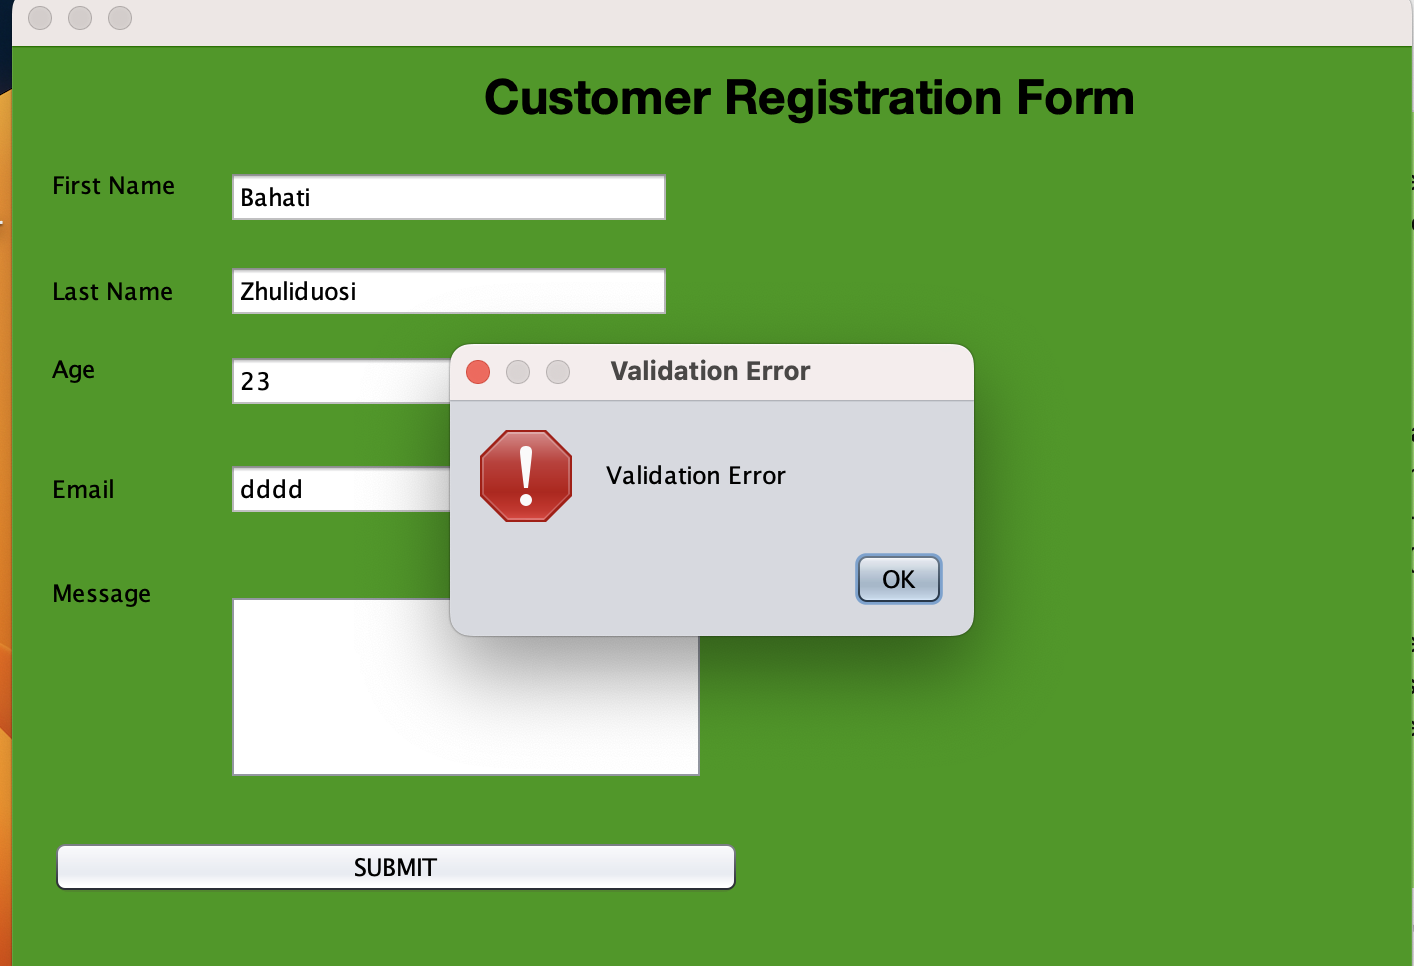 Customer Registration Form
First Name
Bahati
Last Name
Zhuliduosi
Age
23
Validation Error
Validation Error
OK
Email
dddd
Message
SUBMIT